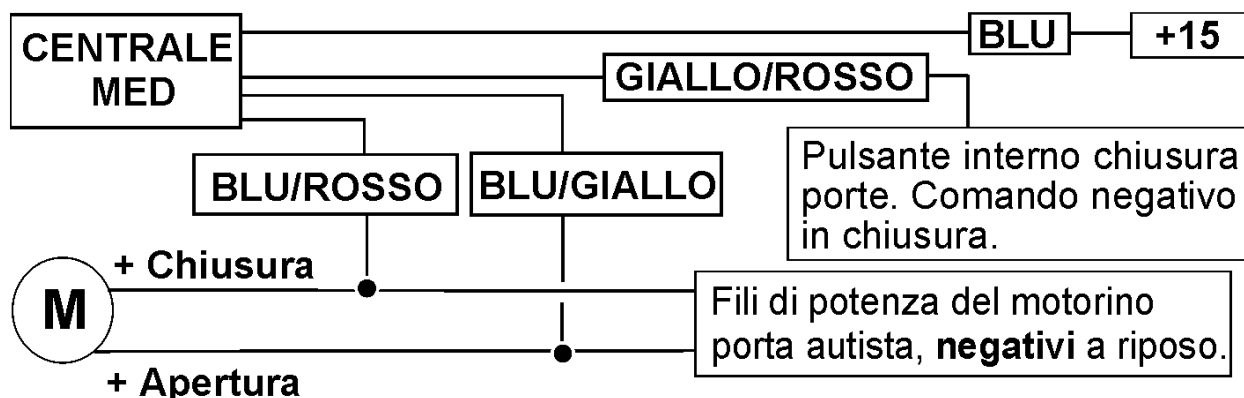 CENTRALE
MED
BLU
+15
GIALLO/ROSSO
Pulsante interno chiusura
porte. Comando negativo
in chiusura.
BLU/ROSSO
BLU/GIALLO
+ Chiusura
M
Fili di potenza del motorino
porta autista, negativi a riposo.
+ Apertura